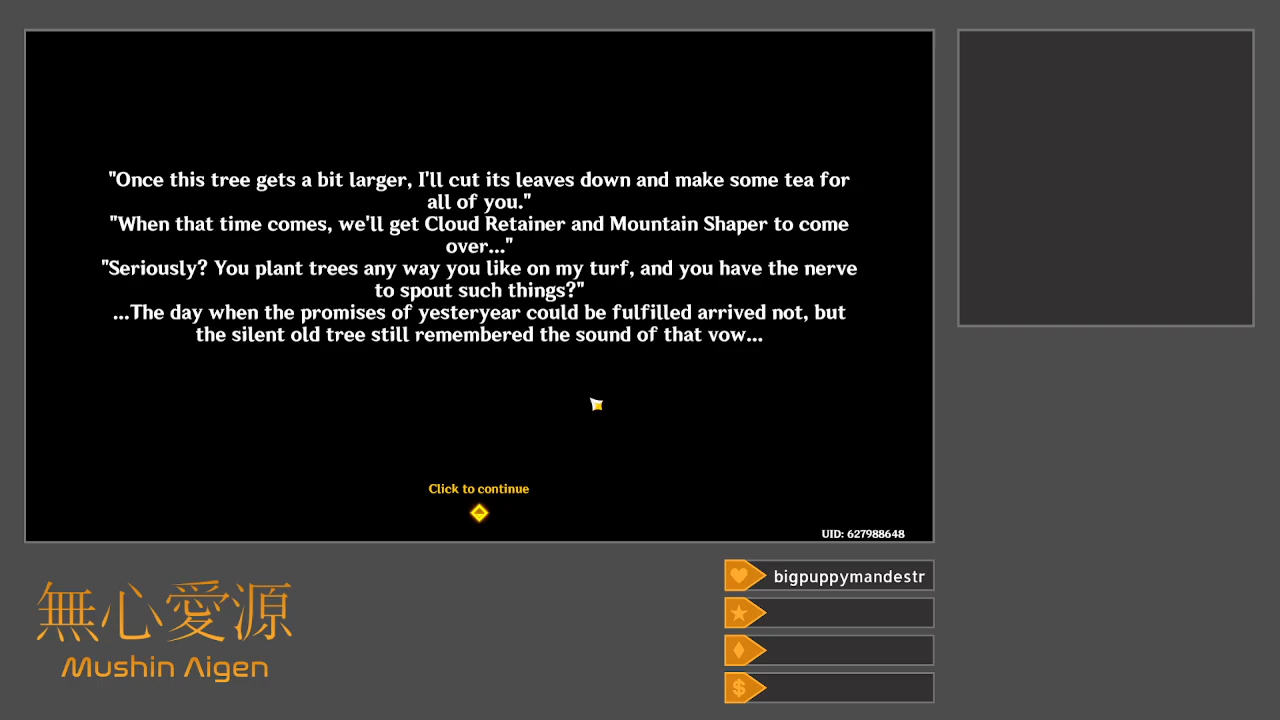 "Once this tree gets a bit larger, I'll cut its leaves down and make some tea for
all of you."
"When that time comes, we'll get Cloud Retainer and Mountain Shaper to come
over..."
"Seriously? You plant trees any way you like on my turf, and you have the nerve
to spout such things?"
...The day when the promises of yesteryear could be fulfilled arrived not, but
the silent old tree still remembered the sound of that vow...
Click to continue
UID: 627988648
無心愛源
Mushin Aigen
bigpuppymandestr